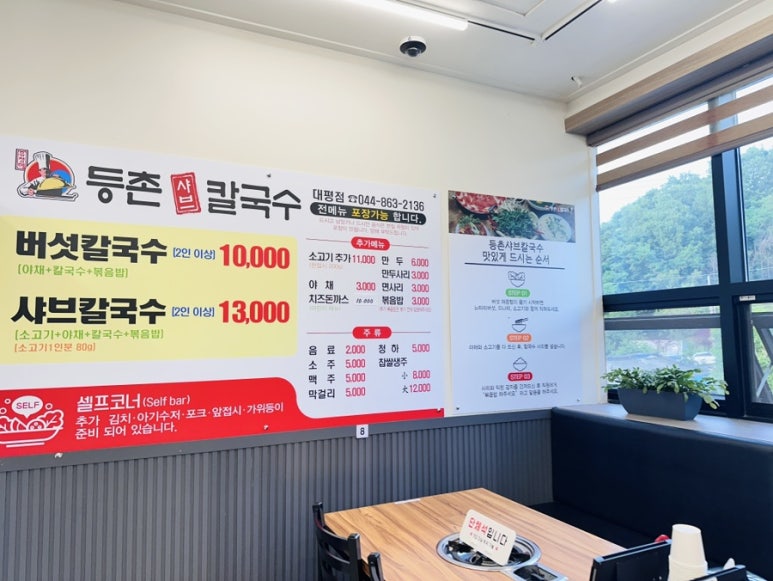 등촌 샤브 칼국수
대평점 ☎044-863-2136
전메뉴 포장가능 합니다.
버섯칼국수 (2인 이상) 10,000
(야채+칼국수+볶음밥)
샤브칼국수 (2인 이상) 13,000
(소고기+야채+칼국수+볶음밥)
(소고기1인분 80g)
추가메뉴
소고기 추가 11,000 만 두 6,000
만두사리 3,000
야 채 3,000 면사리 3,000
치즈돈까스 10,000 볶음밥 3,000
주 류
음 료 2,000 청 하 5,000
소 주 5,000 찹쌀생주
맥 주 5,000 小 8,000
막걸리 5,000 大 12,000
SELF
셀프코너 (Self bar)
추가 김치·아기수저·포크·앞접시·가위등이
준비 되어 있습니다.
8
등촌샤브칼국수
맛있게 드시는 순서
STEP 01
STEP 02
STEP 03
단체석입니다